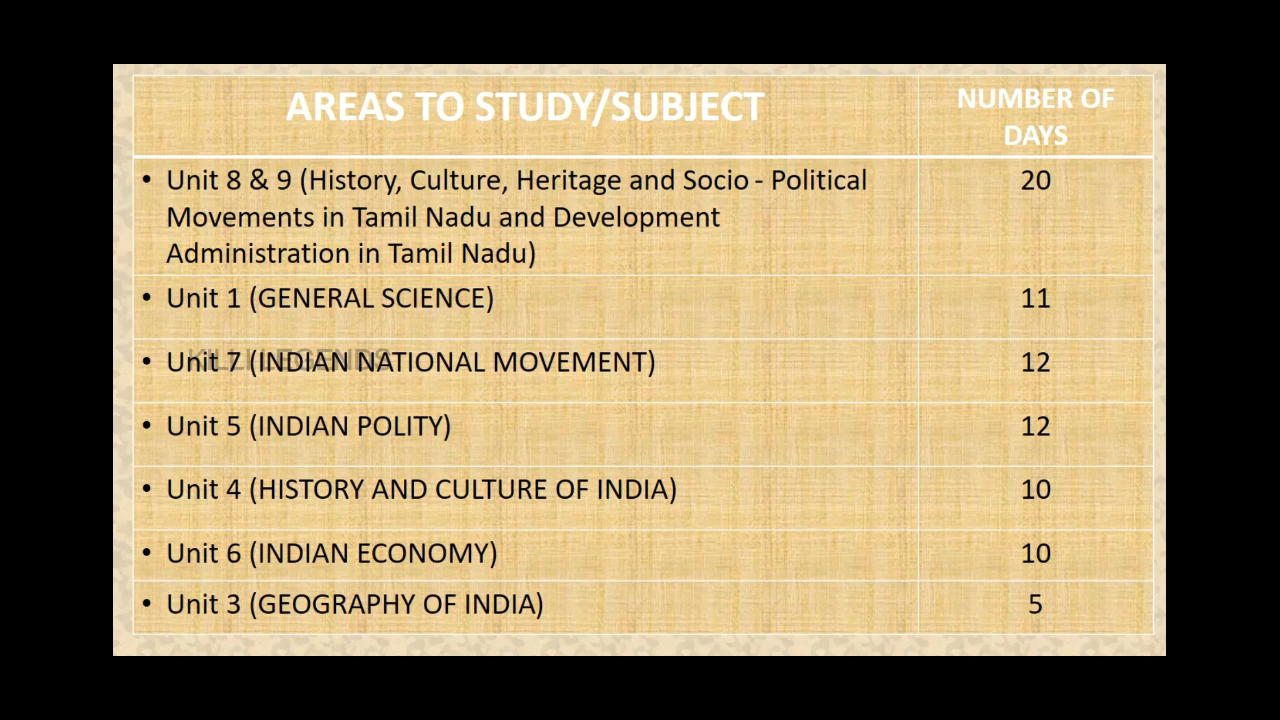 AREAS TO STUDY/SUBJECT
NUMBER OF
DAYS
• Unit 8 & 9 (History, Culture, Heritage and Socio - Political
Movements in Tamil Nadu and Development
Administration in Tamil Nadu)
20
• Unit 1 (GENERAL SCIENCE)
11
• Unit 7 (INDIAN NATIONAL MOVEMENT)
12
• Unit 5 (INDIAN POLITY)
12
• Unit 4 (HISTORY AND CULTURE OF INDIA)
10
• Unit 6 (INDIAN ECONOMY)
10
• Unit 3 (GEOGRAPHY OF INDIA)
5